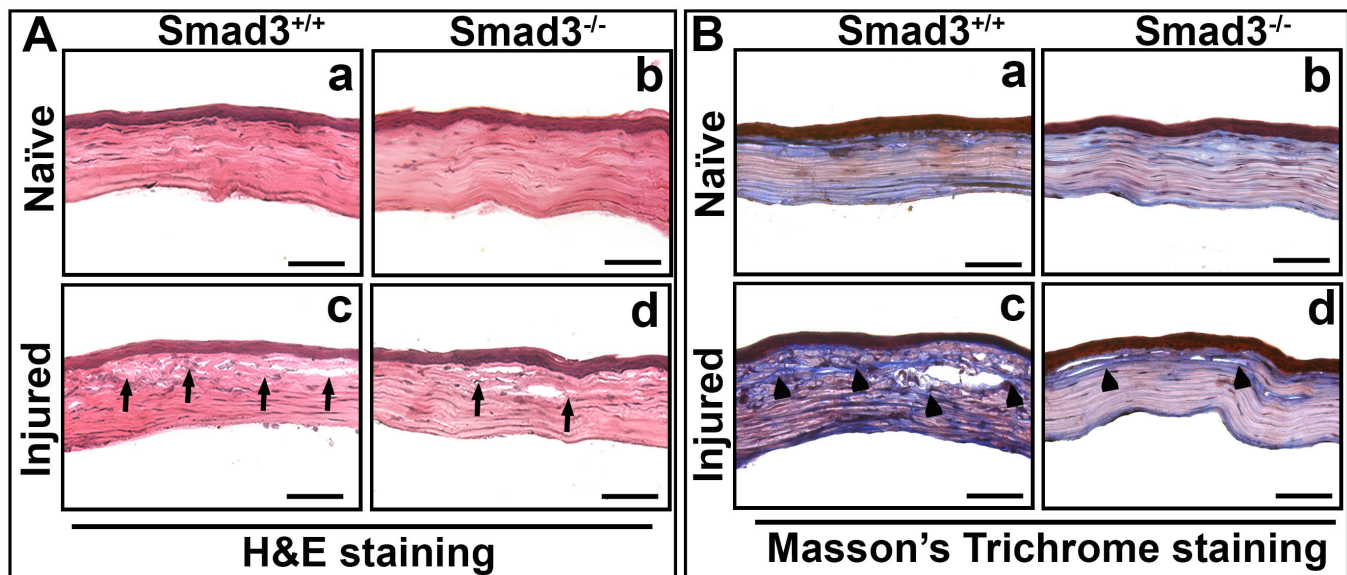 A
Smad3+/+
Smad3-/-
Naïve
a
b
Injured
c
d
H&E staining
B
Smad3+/+
Smad3-/-
Naïve
a
b
Injured
c
d
Masson's Trichrome staining